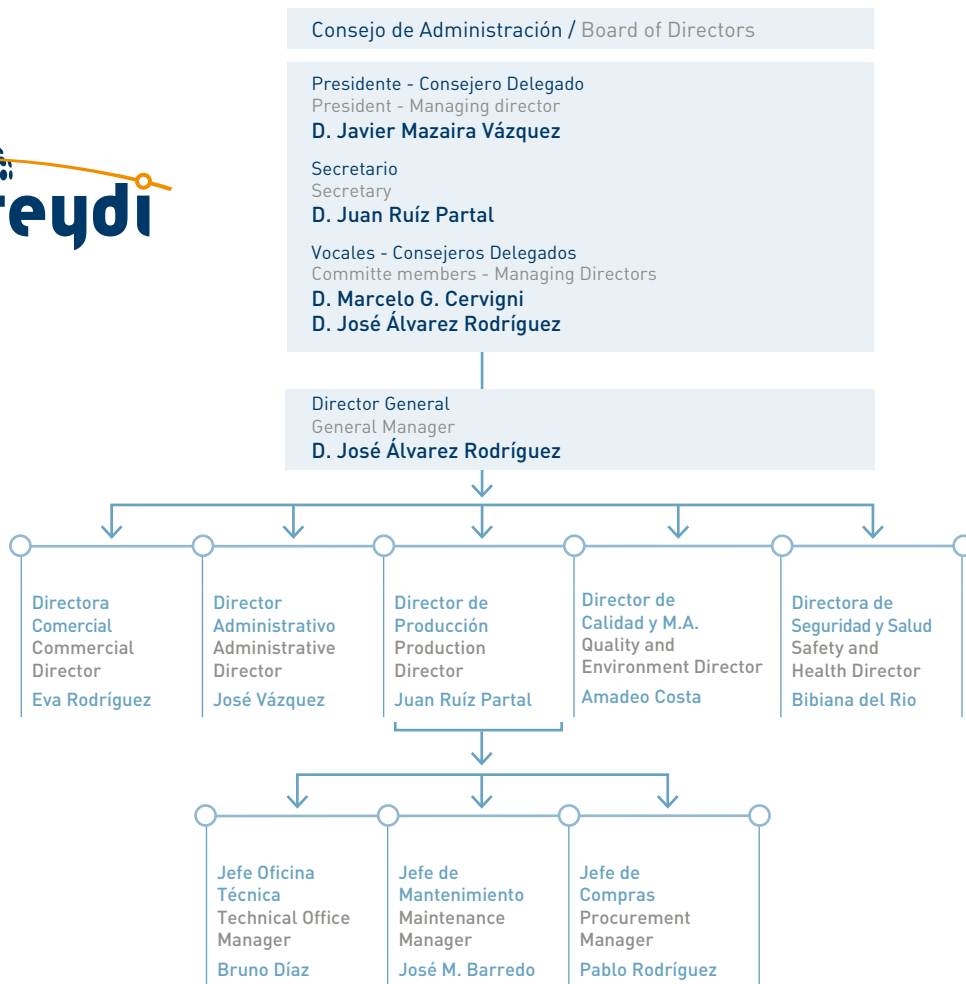 Consejo de Administración / Board of Directors
Presidente - Consejero Delegado
President - Managing director
D. Javier Mazaira Vázquez
Secretario
Secretary
D. Juan Ruíz Partal
Vocales - Consejeros Delegados
Committe members - Managing Directors
D. Marcelo G. Cervigni
D. José Álvarez Rodríguez
Director General
General Manager
D. José Álvarez Rodríguez
Directora
Comercial
Commercial
Director
Eva Rodríguez
Director
Administrativo
Administrative
Director
José Vázquez
Director de
Producción
Production
Director
Juan Ruíz Partal
Director de
Calidad y M.A.
Quality and
Environment Director
Amadeo Costa
Directora de
Seguridad y Salud
Safety and
Health Director
Bibiana del Rio
Jefe Oficina
Técnica
Technical Office
Manager
Bruno Díaz
Jefe de
Mantenimiento
Maintenance
Manager
José M. Barredo
Jefe de
Compras
Procurement
Manager
Pablo Rodríguez